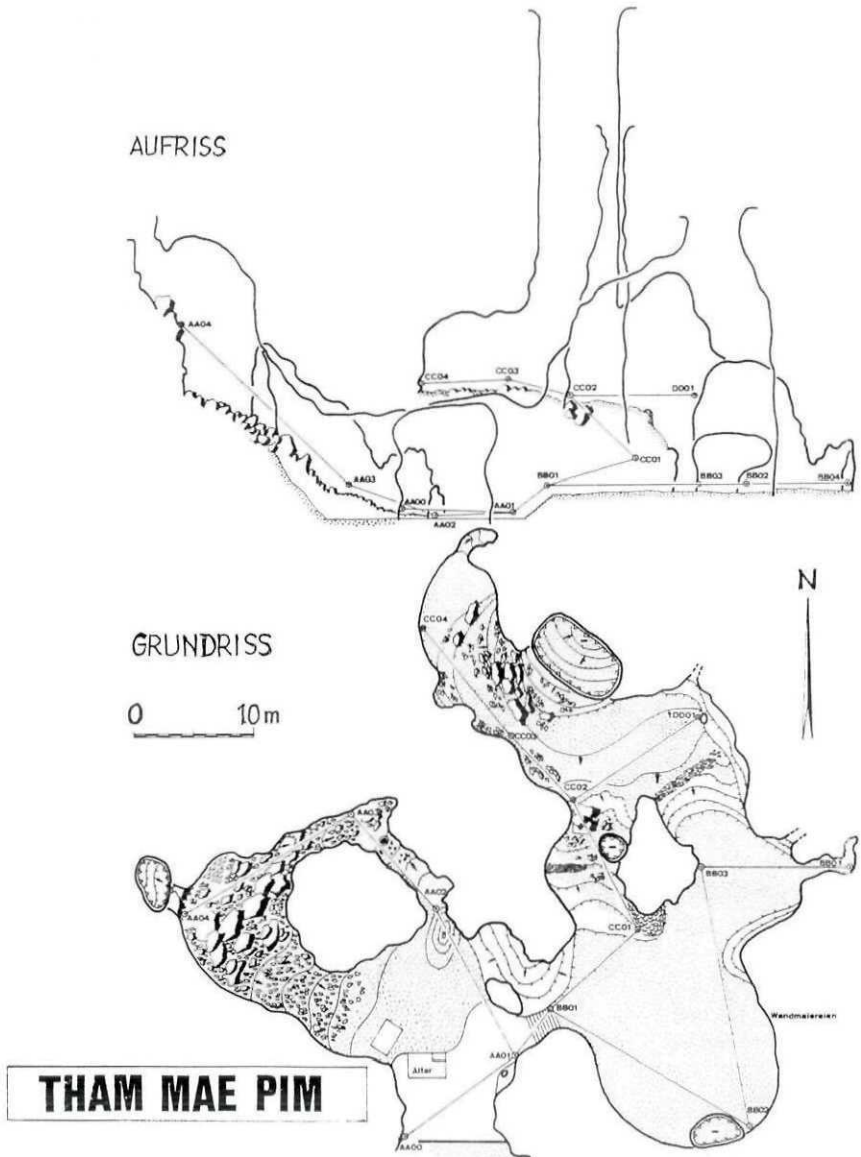 AUFRISS
AA04
CC04
CC03
CC02
DD01
CC01
AA03
BB01
BB03
BB02
BB04
AA00
AA01
AA02
CC04
N
GRUNDRISS
0 10m
DD01
CC03
CC02
AA03
BB01
BB03
AA02
AA04
CC01
BB01
Wandmalereien
AA01
Altar
THAM MAE PIM
BB02
AA00